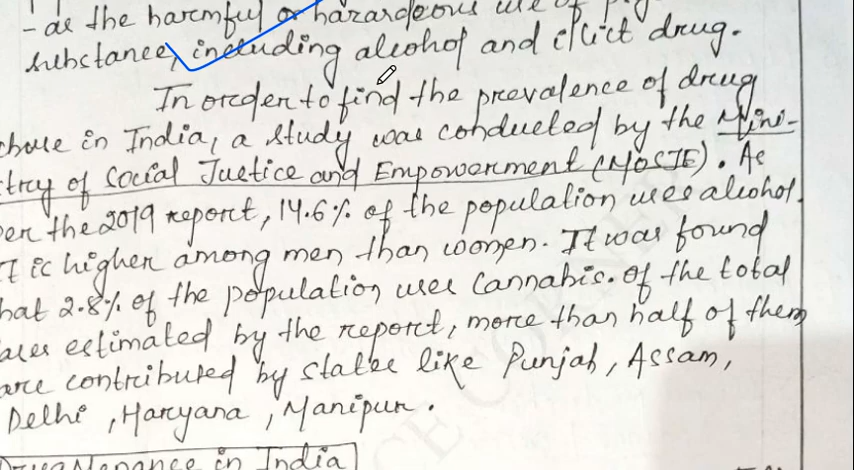 - as the harmful or hazardeous use of
substance, including alcohol and illict drug.
In order to find the prevalence of drug
abuse in India, a study was conducted by the Mini-
stry of Social Justice and Empowerment (MOSJE). As
per the 2019 report, 14.6% of the population uses alcohol.
It is higher among men than women. It was found
that 2.8% of the population uses Cannabis. Of the total
estimated by the report, more than half of them
are contributed by states like Punjab, Assam,
Delhi, Haryana, Manipur.
in India